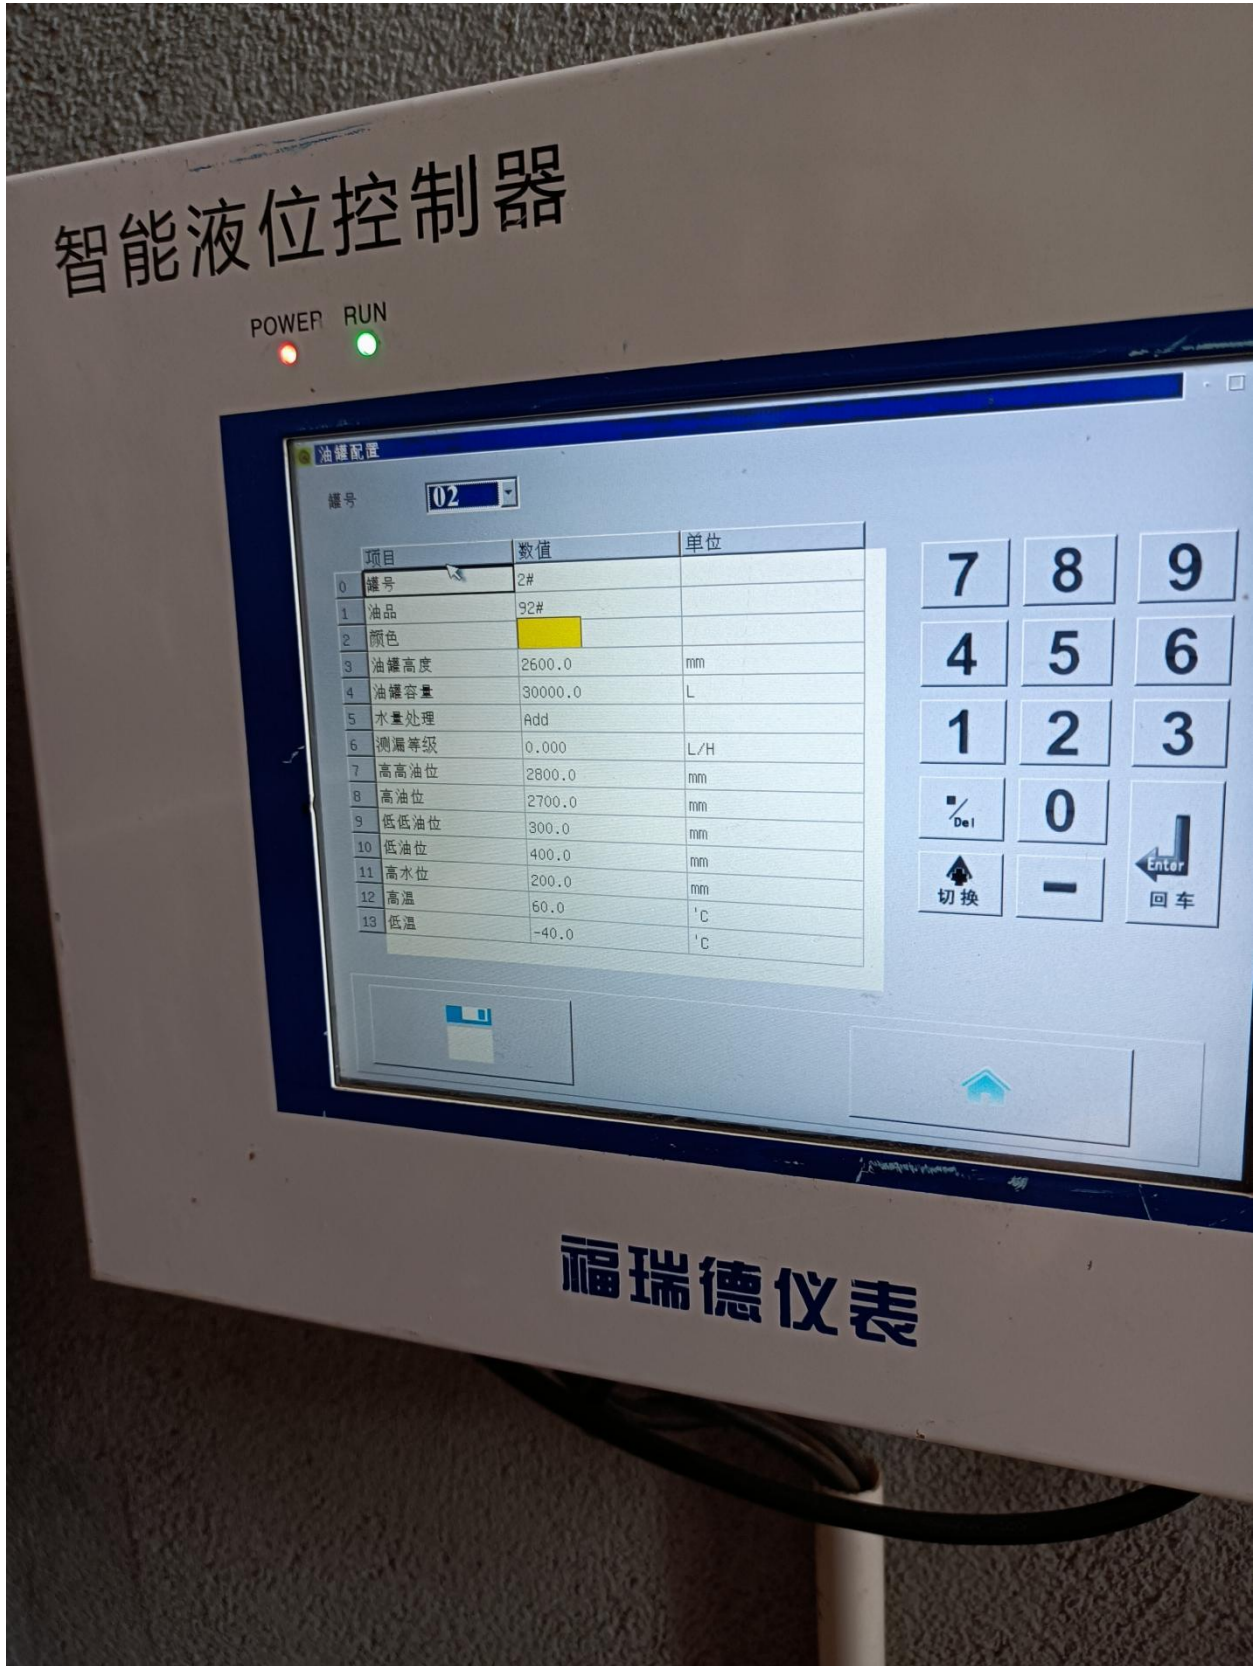 智能液位控制器
POWER RUN
油罐配置
罐号 02
项目 数值 单位
0 罐号 2#
1 油品 92#
2 颜色
3 油罐高度 2600.0 mm
4 油罐容量 30000.0 L
5 水量处理 Add
6 测漏等级 0.000 L/H
7 高高油位 2800.0 mm
8 高油位 2700.0 mm
9 低低油位 300.0 mm
10 低油位 400.0 mm
11 高水位 200.0 mm
12 高温 60.0 'C
13 低温 -40.0 'C
7 8 9
4 5 6
1 2 3
./Del 0 Enter
切换 - 回车
福瑞德仪表